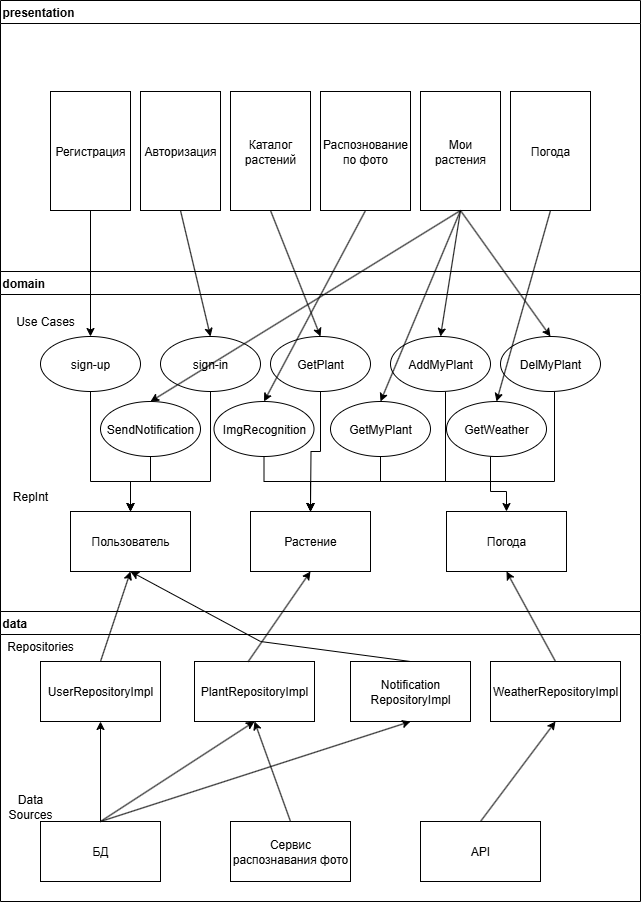 presentation
Регистрация
Авторизация
Каталог
растений
Распознование
по фото
Мои
растения
Погода
domain
Use Cases
sign-up
sign-in
GetPlant
AddMyPlant
DelMyPlant
SendNotification
ImgRecognition
GetMyPlant
GetWeather
RepInt
Пользователь
Растение
Погода
data
Repositories
UserRepositoryImpl
PlantRepositoryImpl
Notification
RepositoryImpl
WeatherRepositoryImpl
Data
Sources
БД
Сервис
распознавания фото
API